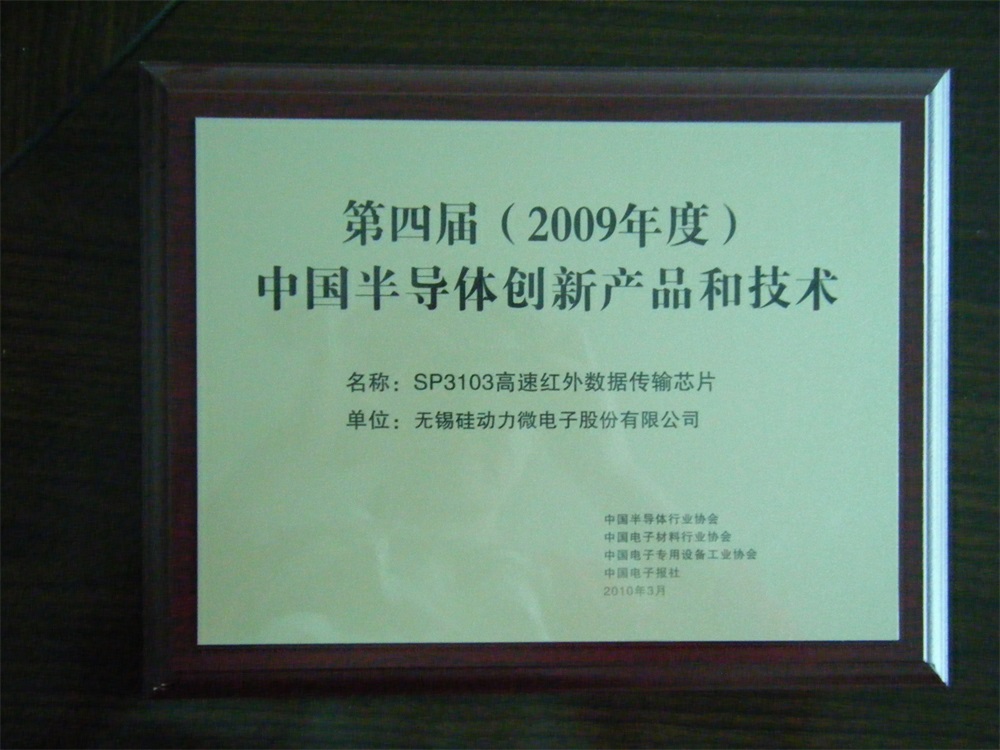 第四届（2009年度）
中国半导体创新产品和技术
名称：SP3103高速红外数据传输芯片
单位：无锡硅动力微电子股份有限公司
中国半导体行业协会
中国电子材料行业协会
中国电子专用设备工业协会
中国电子报社
2010年3月